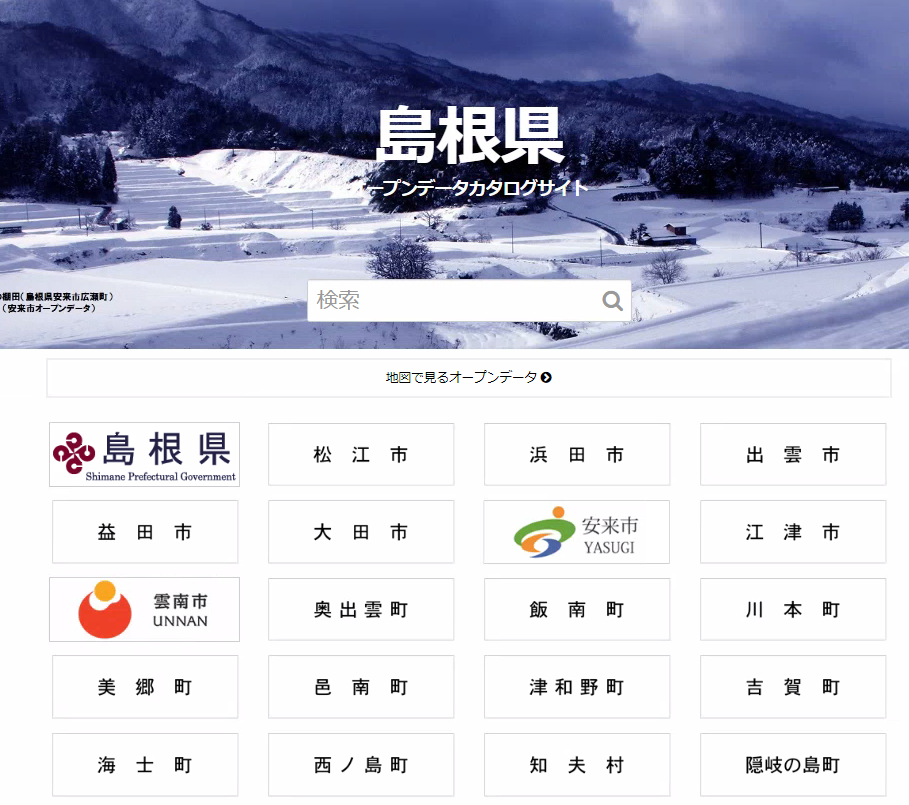 島根県
ープンデータカタログサイト
棚田(島根県安来市広瀬町)
(安来市オープンデータ)
検索
地図で見るオープンデータ
島根県
Shimane Prefectural Government
松江市
浜田市
出雲市
益田市
大田市
安来市
YASUGI
江津市
雲南市
UNNAN
奥出雲町
飯南町
川本町
美郷町
邑南町
津和野町
吉賀町
海士町
西ノ島町
知夫村
隠岐の島町